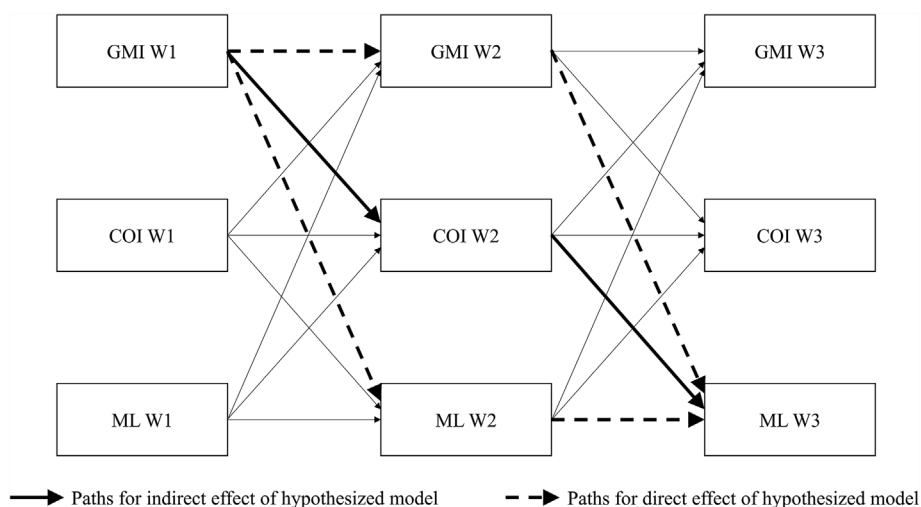 GMI W1 GMI W2 GMI W3
COI W1 COI W2 COI W3
ML W1 ML W2 ML W3
Paths for indirect effect of hypothesized model Paths for direct effect of hypothesized model